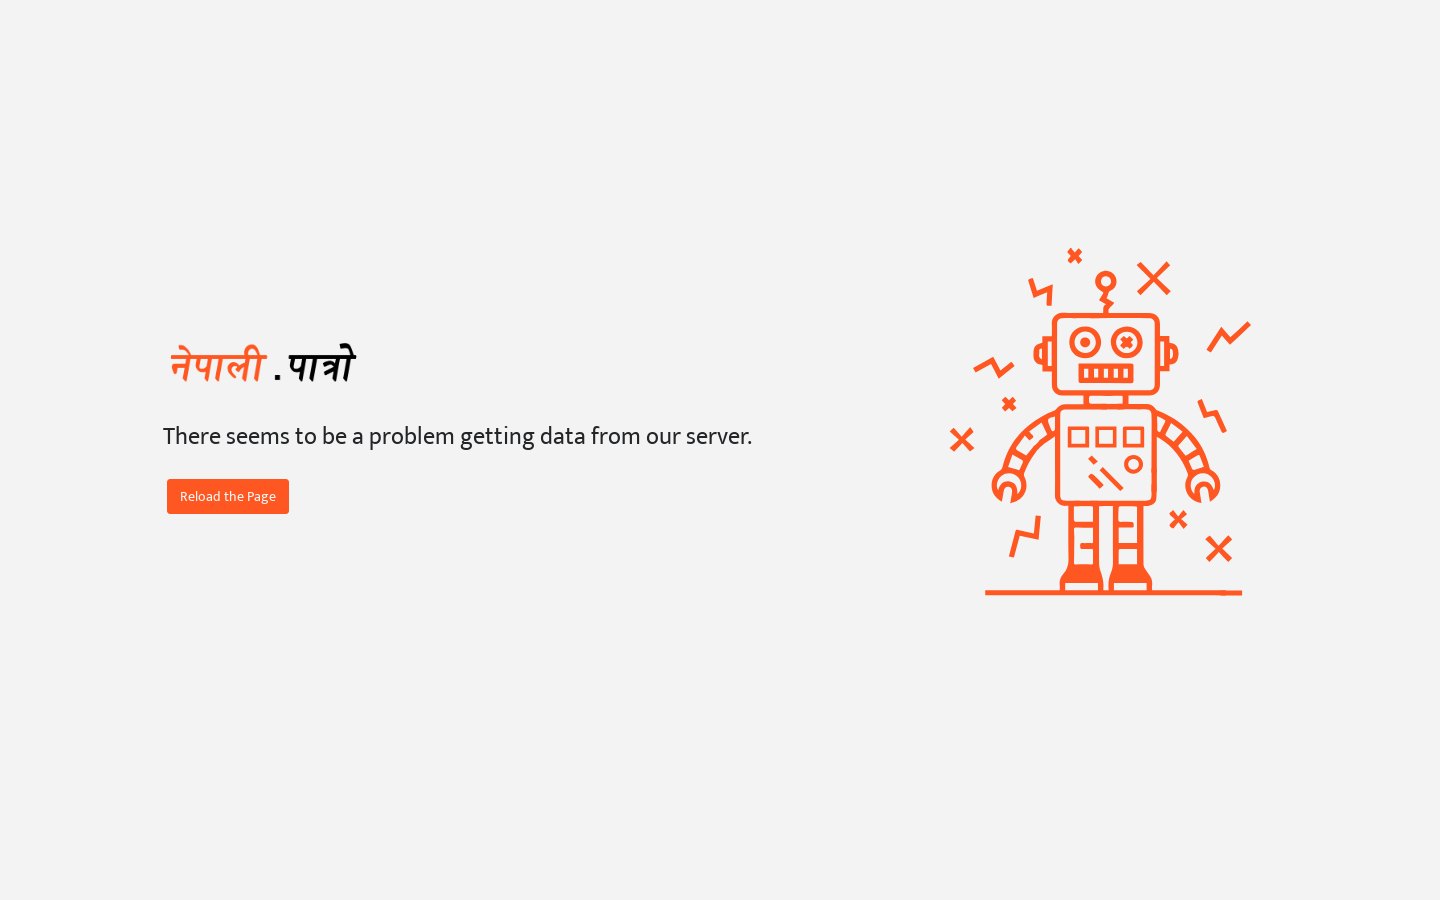 नेपाली.पात्रो
There seems to be a problem getting data from our server.
Reload the Page